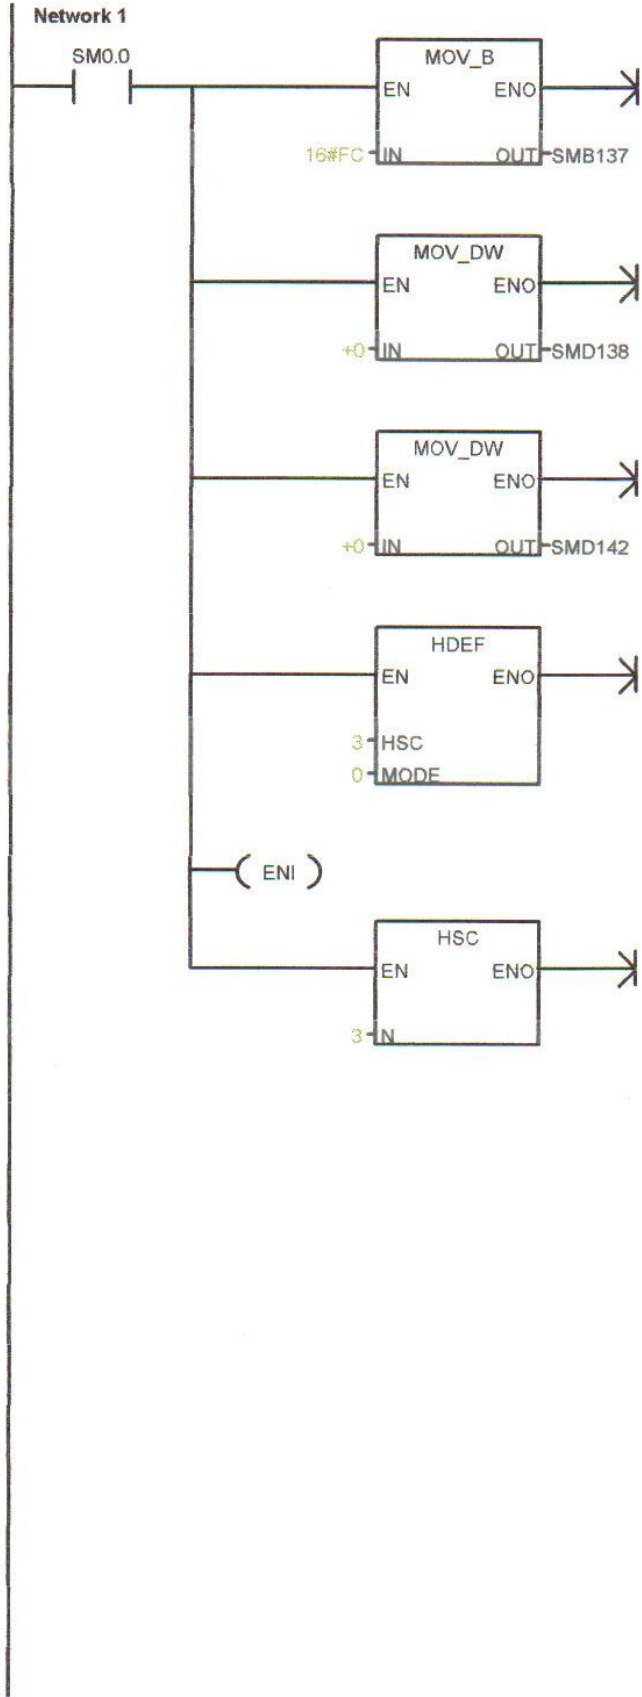 Network 1
SM0.0
MOV_B
EN ENO
16#FC IN OUT SMB137
MOV_DW
EN ENO
+0 IN OUT SMD138
MOV_DW
EN ENO
+0 IN OUT SMD142
HDEF
EN ENO
3 HSC
0 MODE
ENI
HSC
EN ENO
3 N